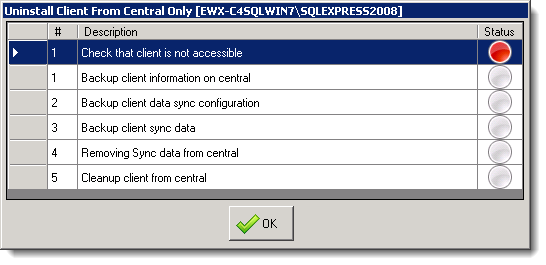 Uninstall Client From Central Only [EWX-C4SQLWIN7\SQLEXPRESS2008]
# Description Status
1 Check that client is not accessible
1 Backup client information on central
2 Backup client data sync configuration
3 Backup client sync data
4 Removing Sync data from central
5 Cleanup client from central
OK